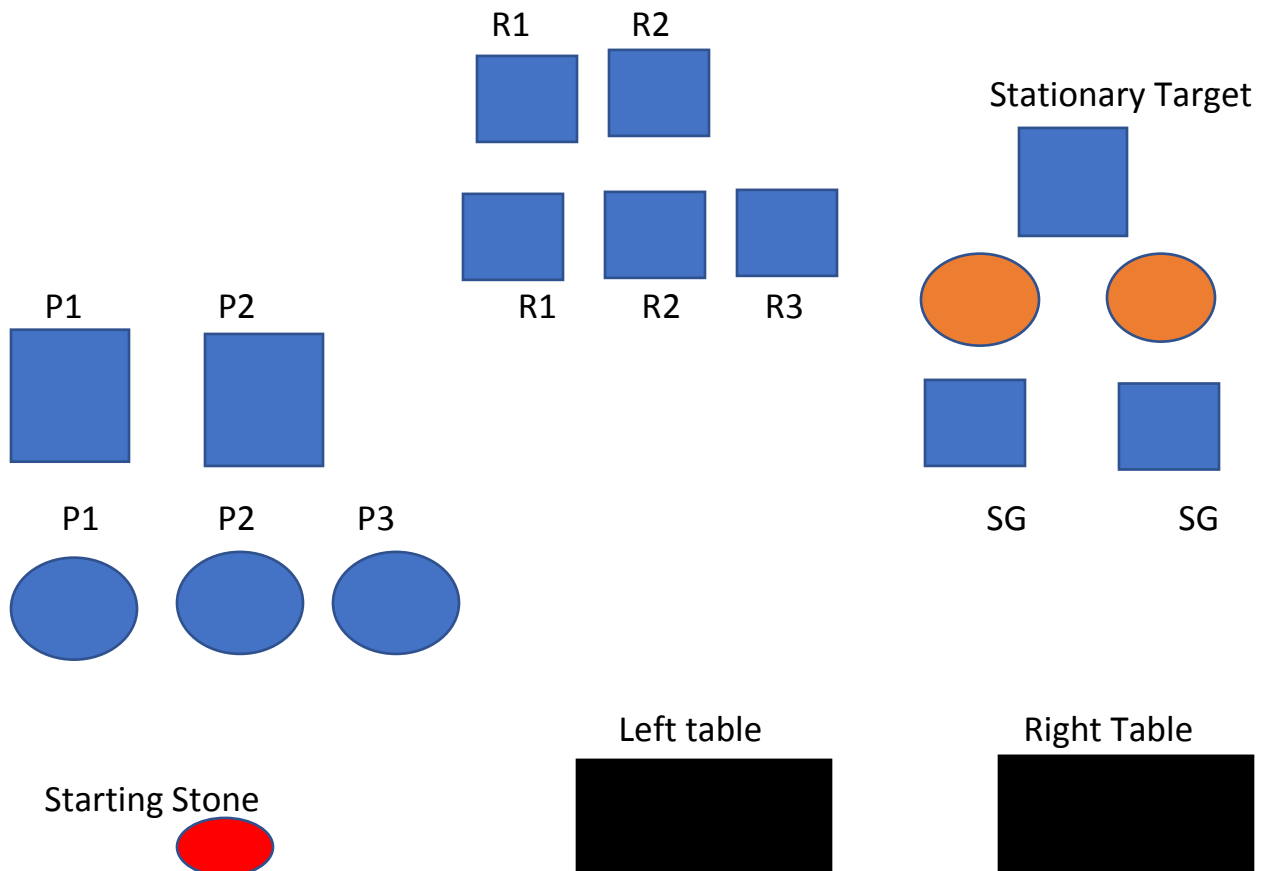 R1 R2
Stationary Target
R1 R2 R3
P1 P2
SG SG
P1 P2 P3
Left table
Right Table
Starting Stone